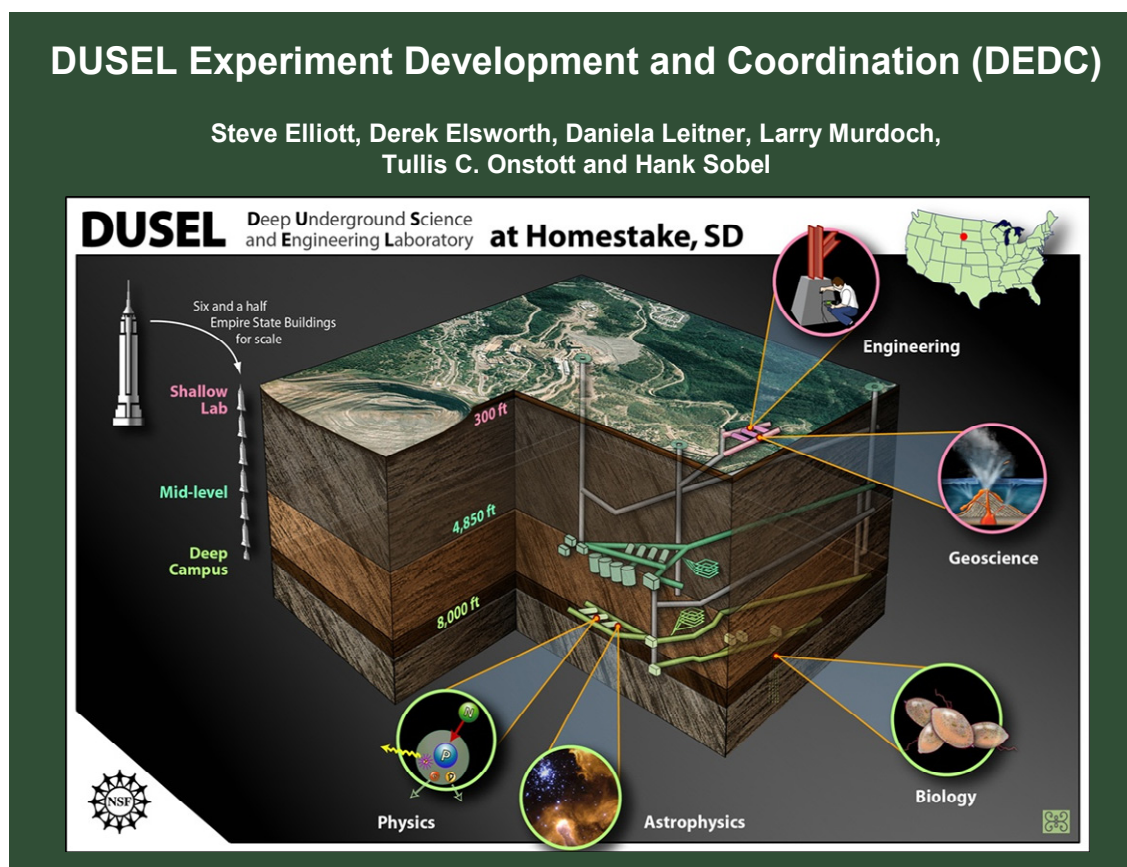 DUSEL Experiment Development and Coordination (DEDC)
Steve Elliott, Derek Elsworth, Daniela Leitner, Larry Murdoch,
Tullis C. Onstott and Hank Sobel
DUSEL Deep Underground Science
and Engineering Laboratory at Homestake, SD
Six and a half
Empire State Buildings
for scale
Engineering
Shallow
Lab
300 ft
Mid-level
4,850 ft
Geoscience
Deep
Campus
8,000 ft
N
P
NSF
Physics
Astrophysics
Biology